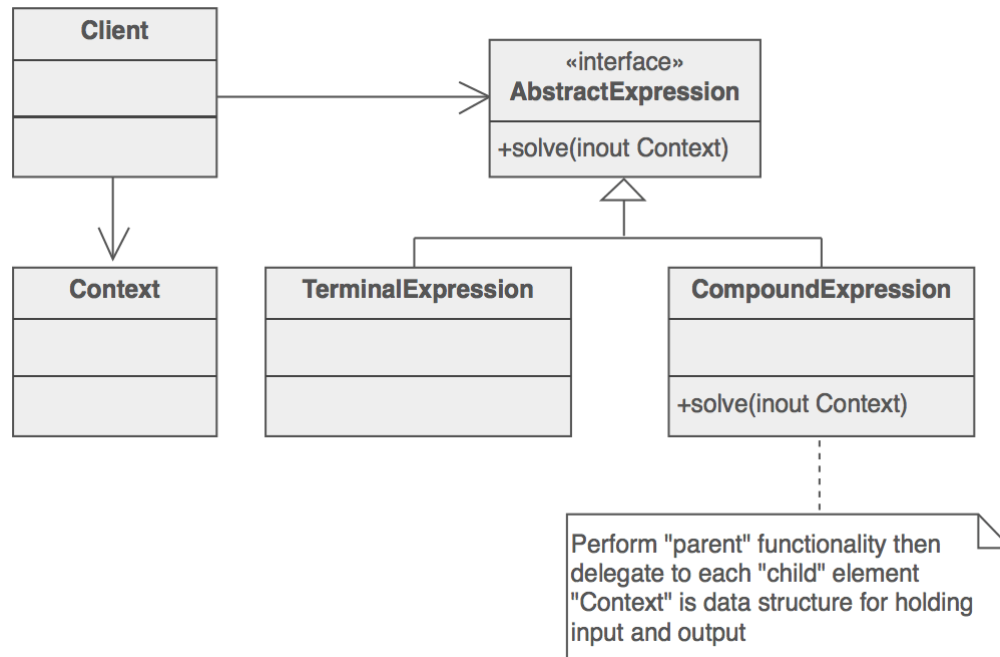 Client
«interface»
AbstractExpression
+solve(inout Context)
Context
TerminalExpression
CompoundExpression
+solve(inout Context)
Perform "parent" functionality then
delegate to each "child" element
"Context" is data structure for holding
input and output